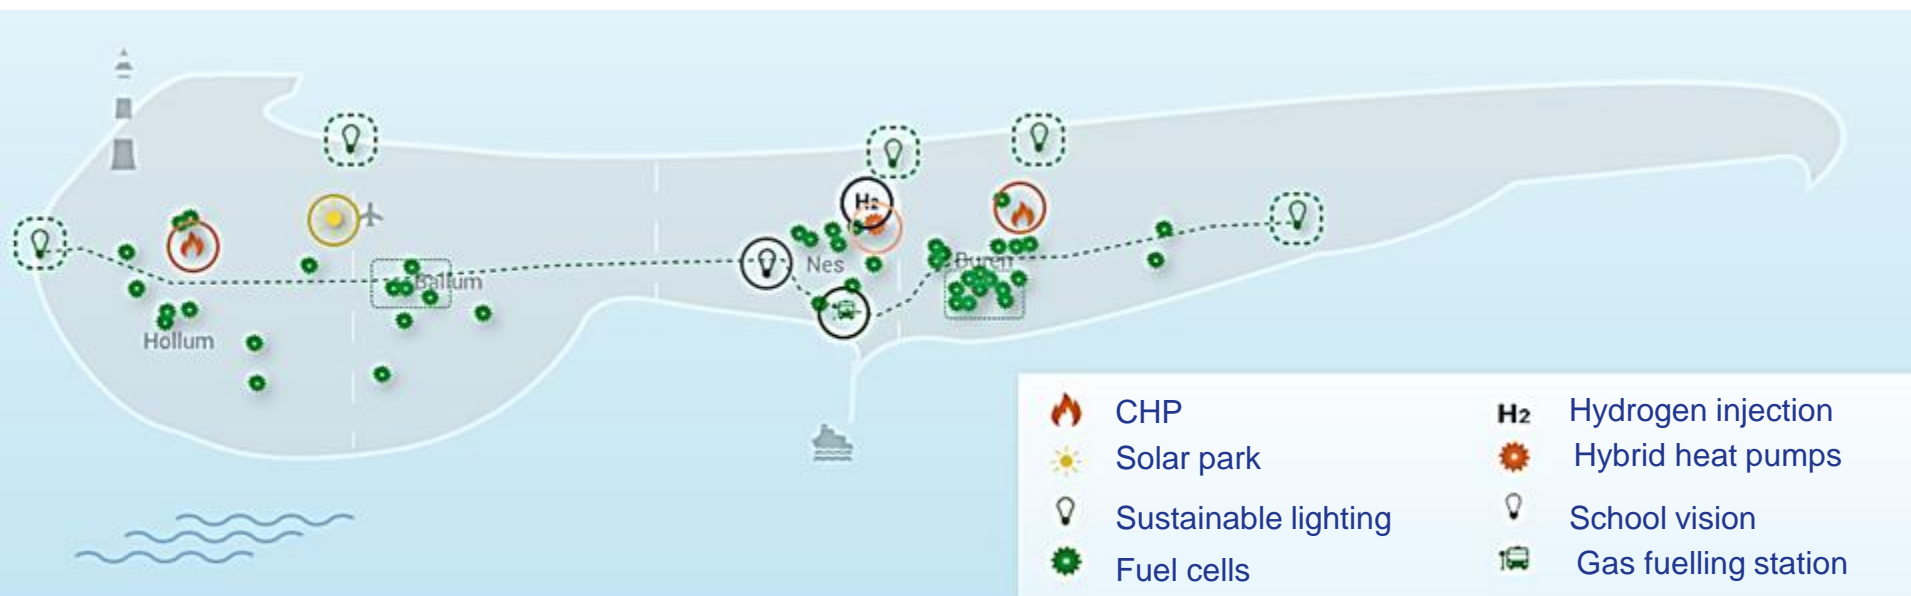 H2
Nes
Buren
Ballum
Hollum
CHP
H2 Hydrogen injection
Solar park
Hybrid heat pumps
Sustainable lighting
School vision
Fuel cells
Gas fuelling station